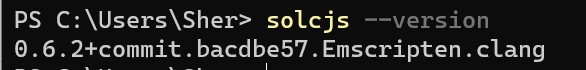 PS C:\Users\Sher> solcjs --version
0.6.2+commit.bacdbe57.Emscripten.clang